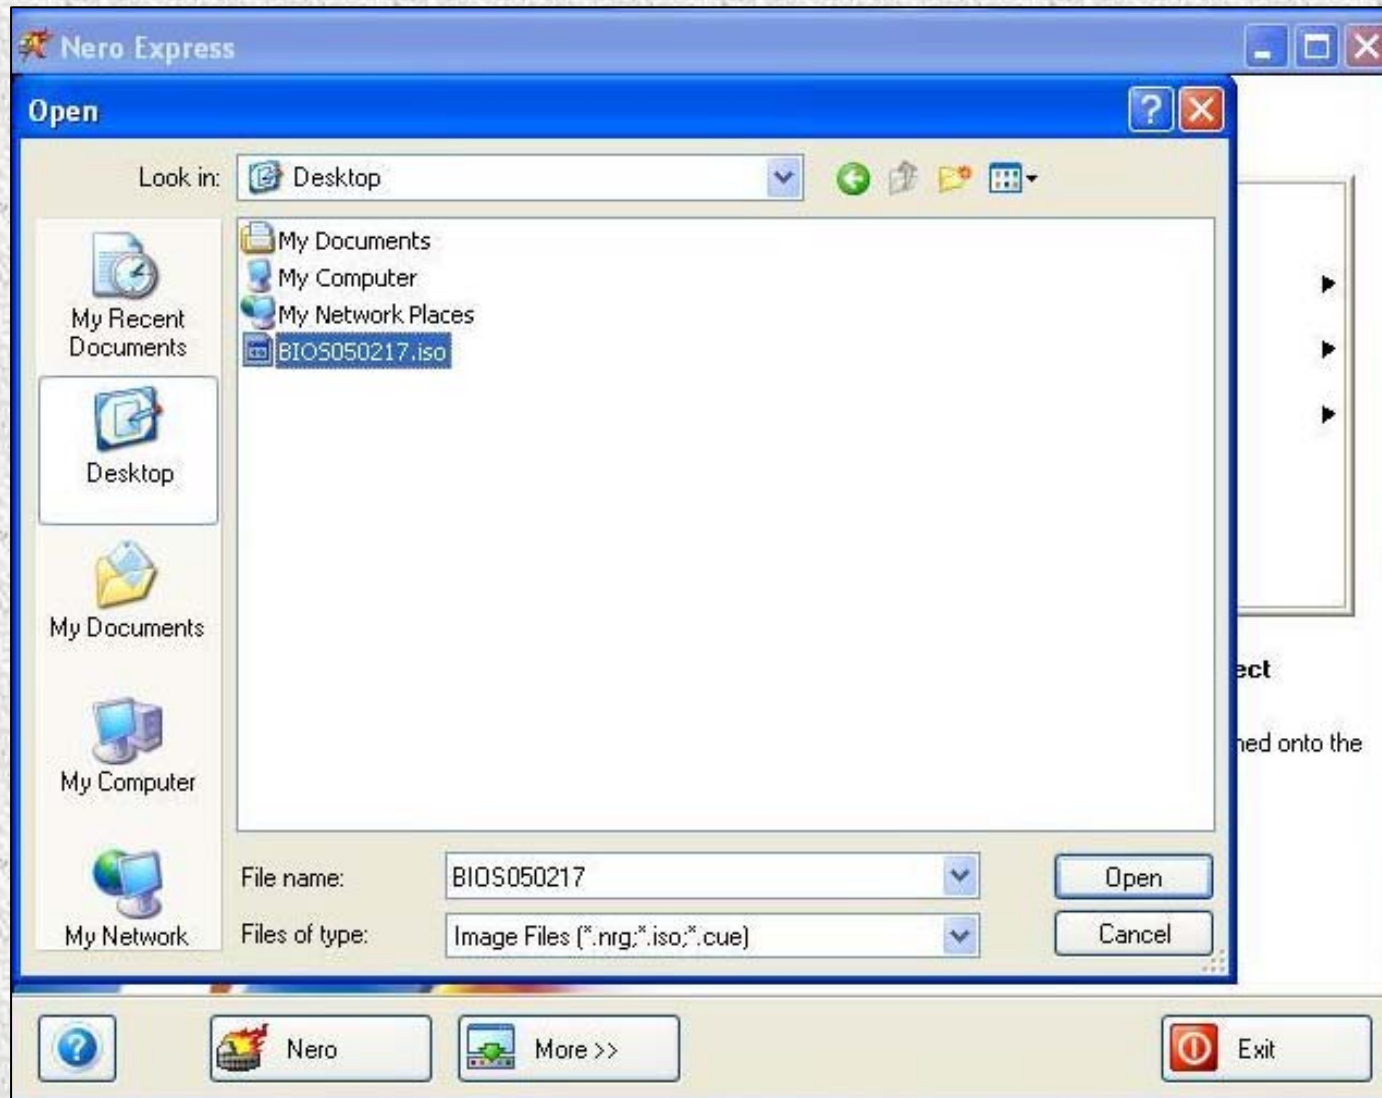 Nero Express
Open
Look in:
Desktop
My Documents
My Computer
My Network Places
BIOS050217.iso
My Recent
Documents
Desktop
My Documents
My Computer
My Network
ect
ned onto the
File name:
BIOS050217
Open
Files of type:
Image Files (*.nrg;*.iso;*.cue)
Cancel
Nero
More >>
Exit